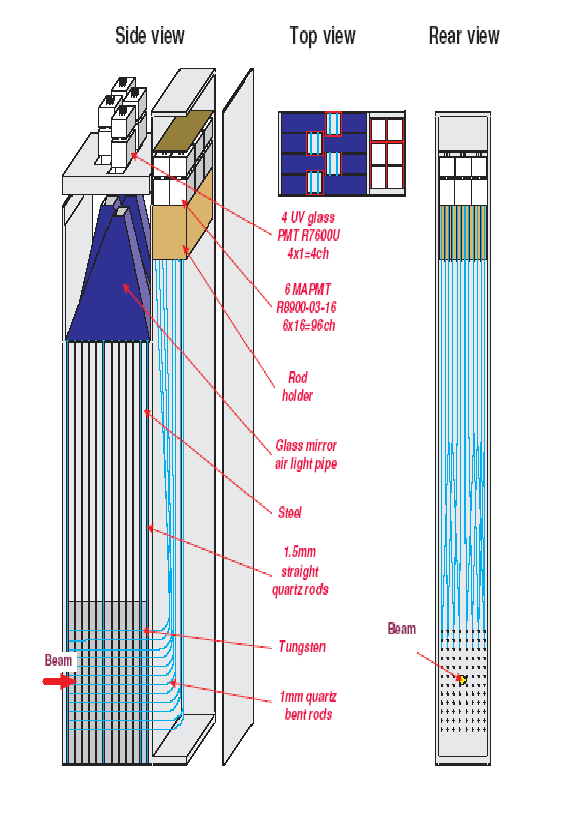 Side view
Top view
Rear view
4 UV glass
PMT R7600U
4x1=4ch
6 MAPMT
R8900-03-16
6x16=96ch
Rod
holder
Glass mirror
air light pipe
Steel
1.5mm
straight
quartz rods
Tungsten
1mm quartz
bent rods
Beam
Beam